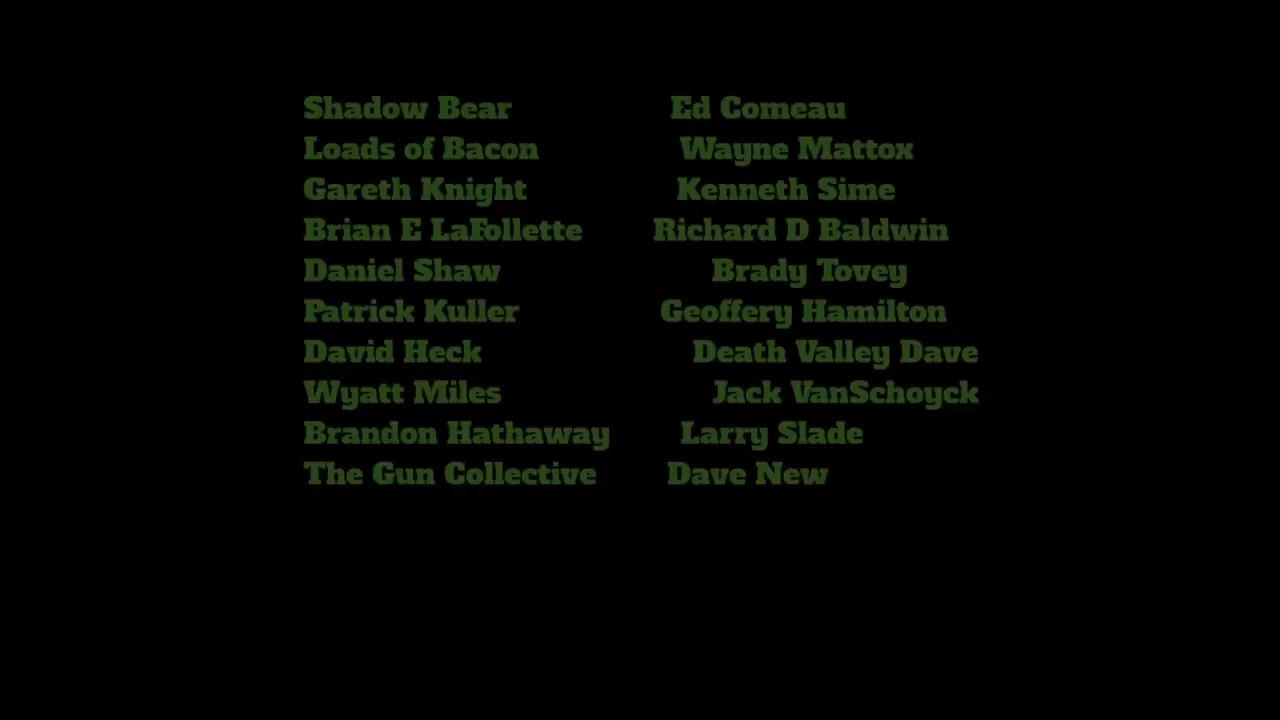 Shadow Bear Ed Comeau
Loads of Bacon Wayne Mattox
Gareth Knight Kenneth Sime
Brian E LaFollette Richard D Baldwin
Daniel Shaw Brady Tovey
Patrick Kuller Geoffery Hamilton
David Heck Death Valley Dave
Wyatt Miles Jack VanSchoyck
Brandon Hathaway Larry Slade
The Gun Collective Dave New